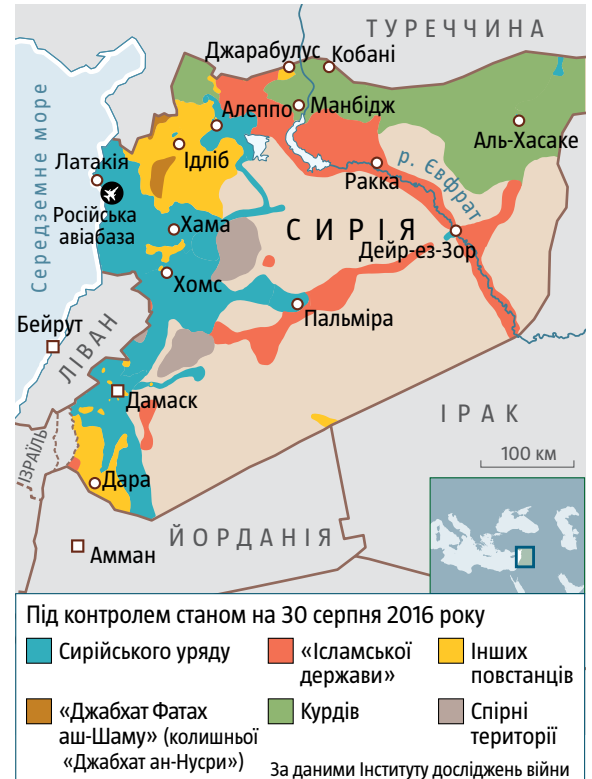 ТУРЕЧЧИНА
Джарабулус
Кобані
Алеппо
Манбідж
Аль-Хасаке
Середземне море
Ідліб
Латакія
Ракка
р. Євфрат
Російська
авіабаза
Хама
СИРІЯ
Дейр-ез-Зор
Хомс
Пальміра
Бейрут
ЛІВАН
Дамаск
ІРАК
100 км
ІЗРАЇЛЬ
Дара
ЙОРДАНІЯ
Амман
Під контролем станом на 30 серпня 2016 року
Сирійського уряду
«Ісламської
держави»
Інших
повстанців
«Джабхат Фатах
аш-Шаму» (колишньої
«Джабхат ан-Нусри»)
Курдів
Спірні
території
За даними Інституту досліджень війни